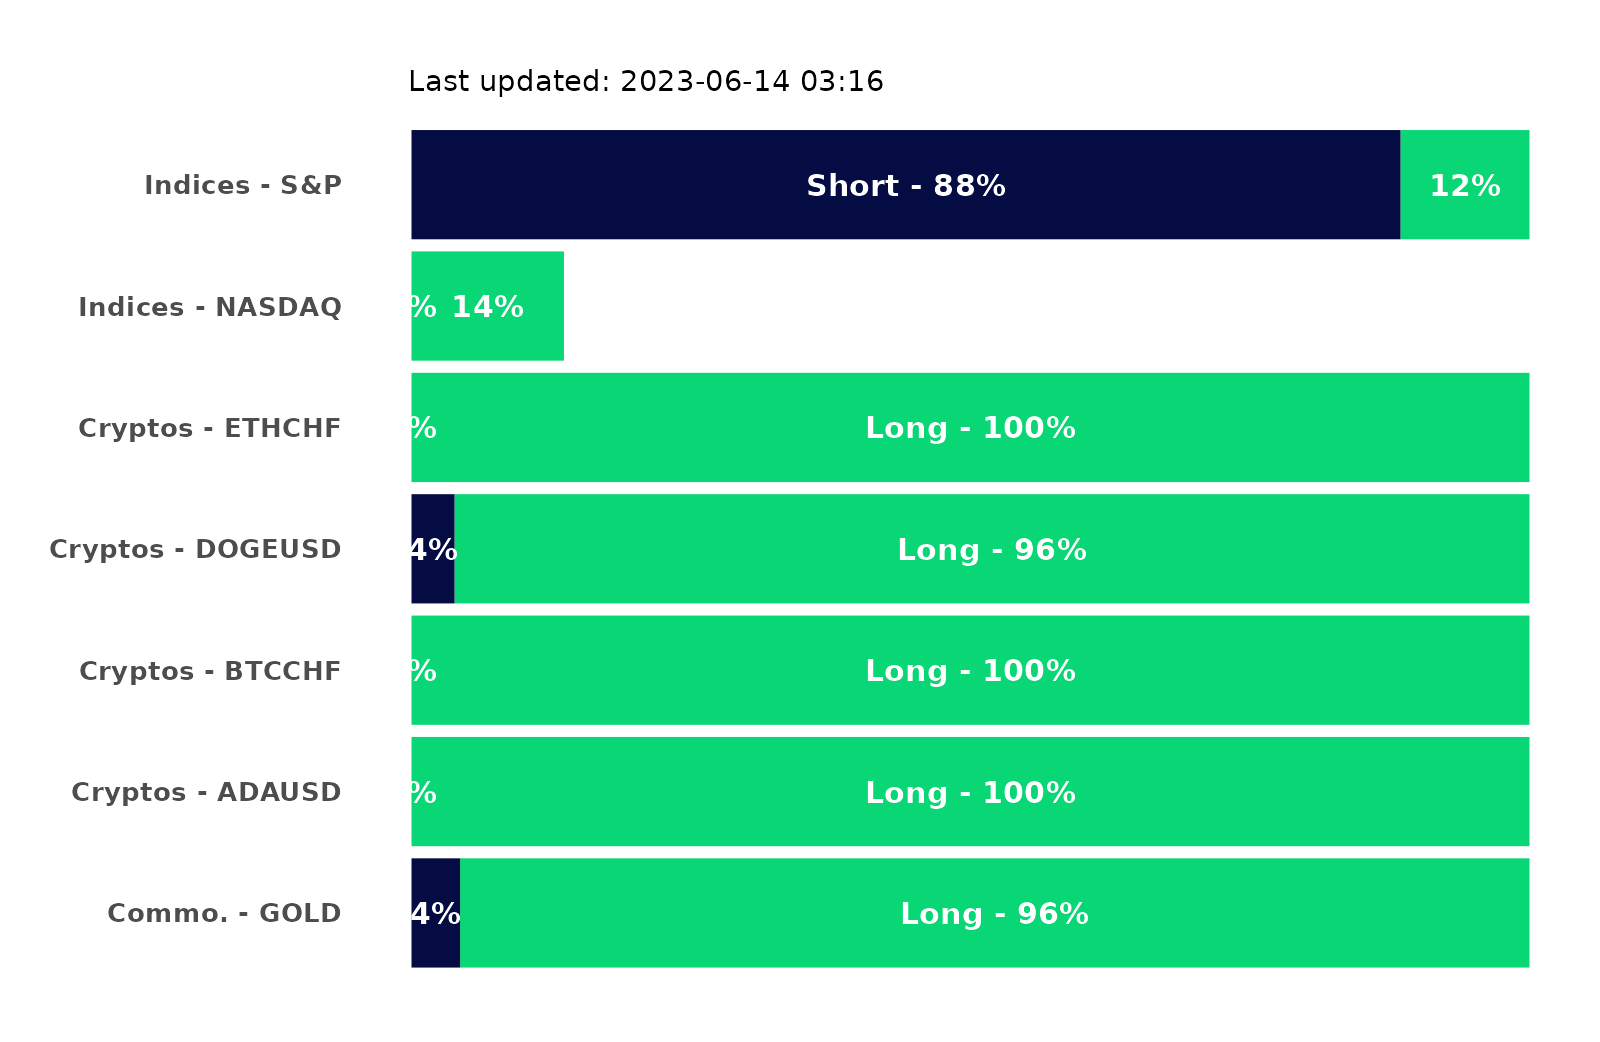 Last updated: 2023-06-14 03:16
Indices - S&P Short - 88% 12%
Indices - NASDAQ % 14%
Cryptos - ETHCHF % Long - 100%
Cryptos - DOGEUSD 4% Long - 96%
Cryptos - BTCCHF % Long - 100%
Cryptos - ADAUSD % Long - 100%
Commo. - GOLD 4% Long - 96%